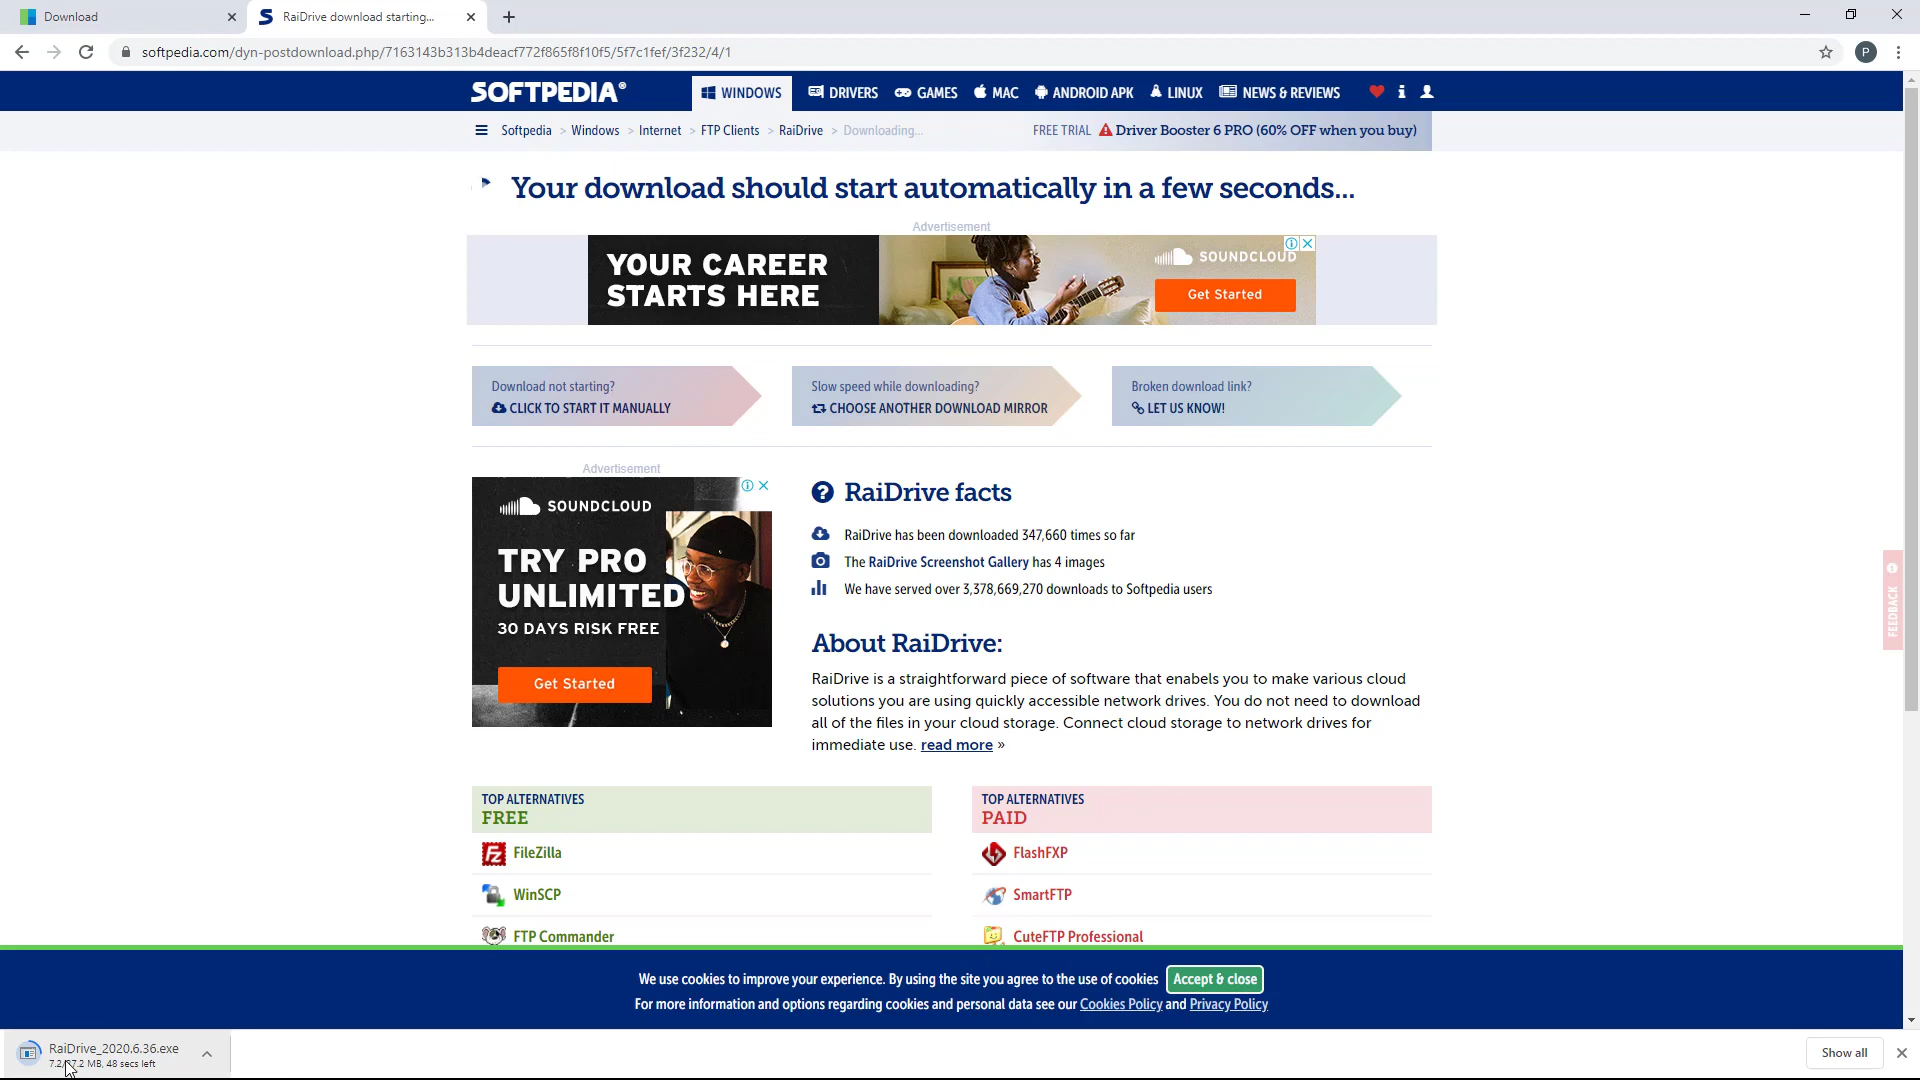 Download
RaiDrive download starting...
softpedia.com/dyn-postdownload.php/7163143b313b4deacf772f865f8f10f5/5f7c1fef/3f232/4/1
P
SOFTPEDIA®
WINDOWS
DRIVERS
GAMES
MAC
ANDROID APK
LINUX
NEWS & REVIEWS
Softpedia > Windows > Internet > FTP Clients > RaiDrive > Downloading...
FREE TRIAL Driver Booster 6 PRO (60% OFF when you buy)
Your download should start automatically in a few seconds...
Advertisement
YOUR CAREER
STARTS HERE
SOUNDCLOUD
Get Started
Download not starting?
CLICK TO START IT MANUALLY
Slow speed while downloading?
CHOOSE ANOTHER DOWNLOAD MIRROR
Broken download link?
LET US KNOW!
Advertisement
SOUNDCLOUD
TRY PRO
UNLIMITED
30 DAYS RISK FREE
Get Started
RaiDrive facts
RaiDrive has been downloaded 347,660 times so far
The RaiDrive Screenshot Gallery has 4 images
We have served over 3,378,669,270 downloads to Softpedia users
FEEDBACK
About RaiDrive:
RaiDrive is a straightforward piece of software that enabels you to make various cloud
solutions you are using quickly accessible network drives. You do not need to download
all of the files in your cloud storage. Connect cloud storage to network drives for
immediate use. read more »
TOP ALTERNATIVES
FREE
FileZilla
WinSCP
FTP Commander
TOP ALTERNATIVES
PAID
FlashFXP
SmartFTP
CuteFTP Professional
We use cookies to improve your experience. By using the site you agree to the use of cookies
Accept & close
For more information and options regarding cookies and personal data see our Cookies Policy and Privacy Policy
RaiDrive_2020.6.36.exe
MB, 48 secs left
Show all